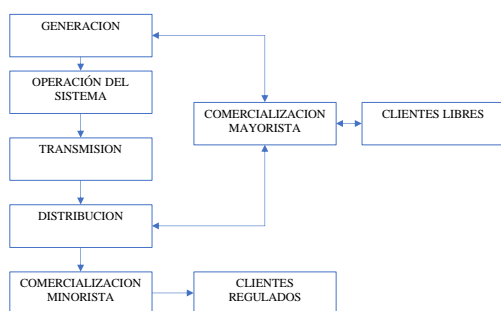 GENERACION
OPERACIÓN DEL
SISTEMA
COMERCIALIZACION
MAYORISTA
CLIENTES LIBRES
TRANSMISION
DISTRIBUCION
COMERCIALIZACION
MINORISTA
CLIENTES
REGULADOS